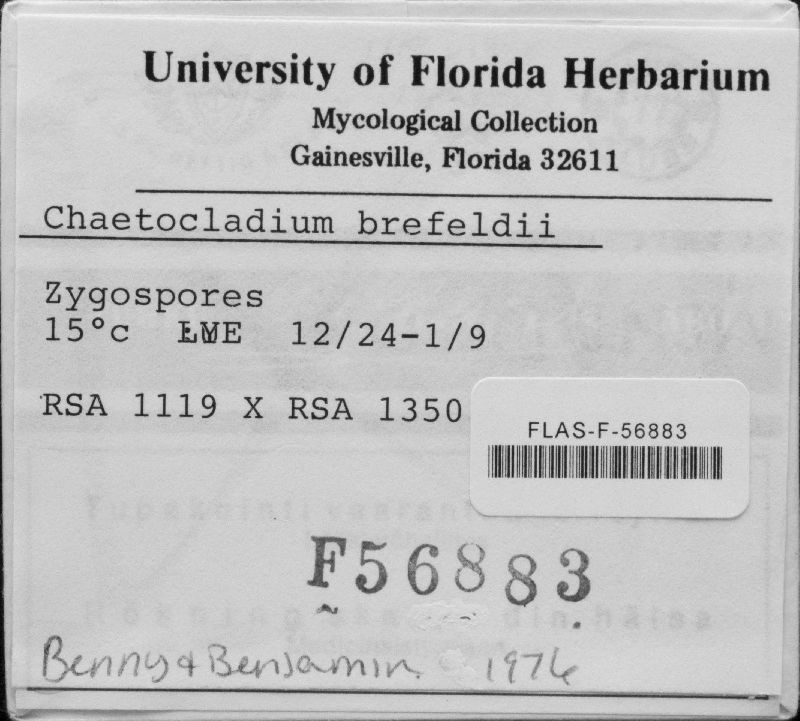 University of Florida Herbarium
Mycological Collection
Gainesville, Florida 32611
Chaetocladium brefeldii
Zygospores
15°c 12/24-1/9
RSA 1119 X RSA 1350
FLAS-F-56883
F56883
Benny & Benjamin. 1976